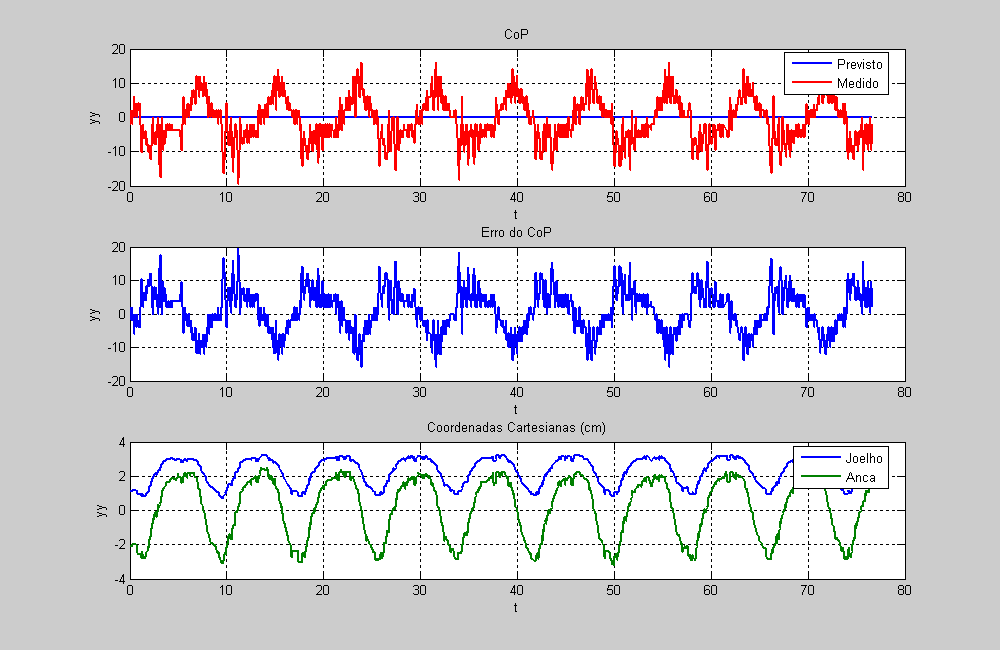 CoP
20
10
0
-10
-20
yy
Previsto
Medido
0 10 20 30 40 50 60 70 80
t
Erro do CoP
20
10
0
-10
-20
yy
0 10 20 30 40 50 60 70 80
t
Coordenadas Cartesianas (cm)
4
2
0
-2
-4
yy
Joelho
Anca
0 10 20 30 40 50 60 70 80
t